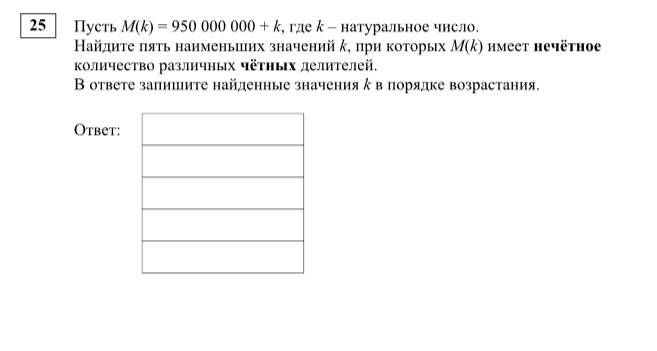 25
Пусть M(k) = 950 000 000 + k, где k – натуральное число.
Найдите пять наименьших значений k, при которых M(k) имеет нечётное
количество различных чётных делителей.
В ответе запишите найденные значения k в порядке возрастания.
Ответ: